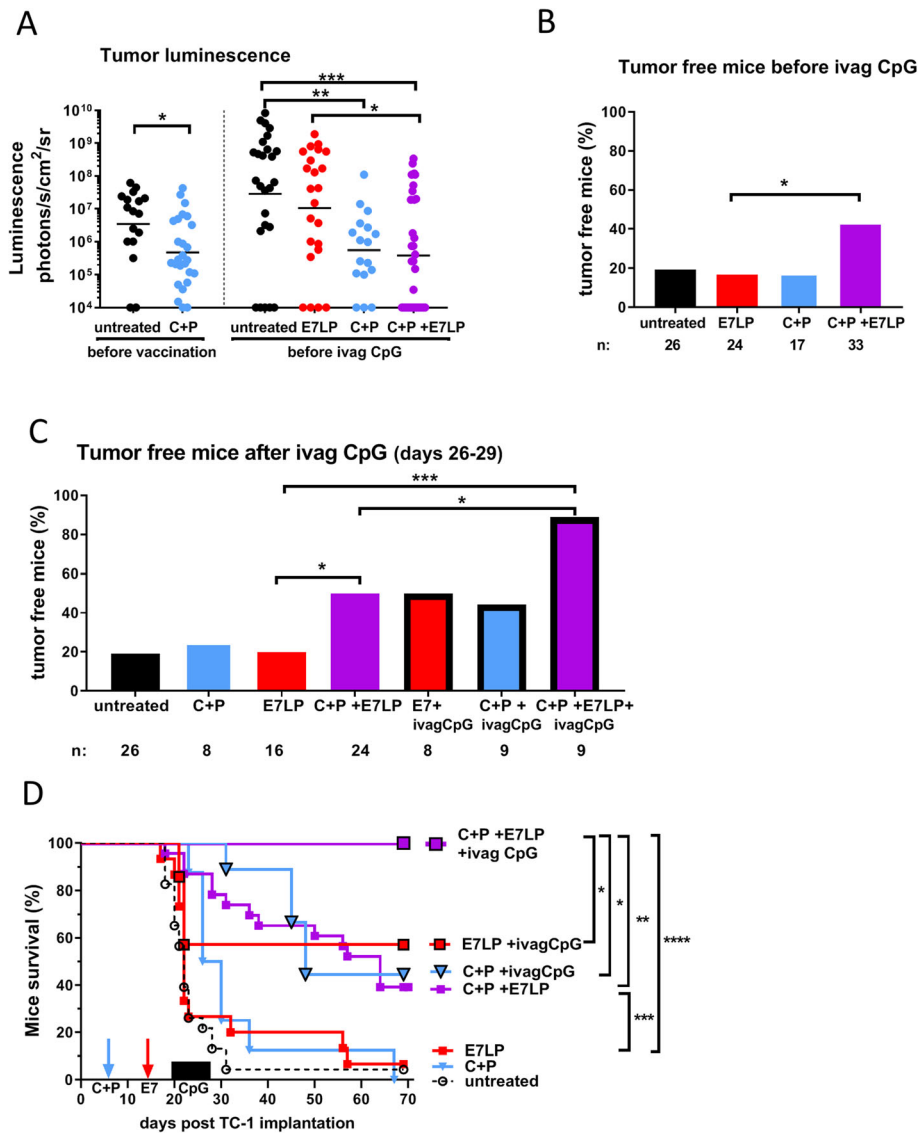 A
Tumor luminescence
Luminescence
photons/s/cm²/sr
10¹⁰
10⁹
10⁸
10⁷
10⁶
10⁵
10⁴
*
***
**
*
untreated C+P
before vaccination
untreated E7LP C+P C+P +E7LP
before ivag CpG
B
Tumor free mice before ivag CpG
tumor free mice (%)
100
80
60
40
20
0
*
untreated E7LP C+P C+P +E7LP
n: 26 24 17 33
C
Tumor free mice after ivag CpG (days 26-29)
tumor free mice (%)
100
80
60
40
20
0
***
*
*
untreated C+P E7LP C+P +E7LP E7+ C+P + C+P +E7LP+
ivagCpG +ivagCpG +ivagCpG
n: 26 8 16 24 8 9 9
D
Mice survival (%)
100
80
60
40
20
0
C+P E7 CpG
0 10 20 30 40 50 60 70
days post TC-1 implantation
C+P +E7LP
+ivag CpG
E7LP +ivagCpG
C+P +ivagCpG
C+P +E7LP
E7LP
C+P
untreated
*
*
**
****
***